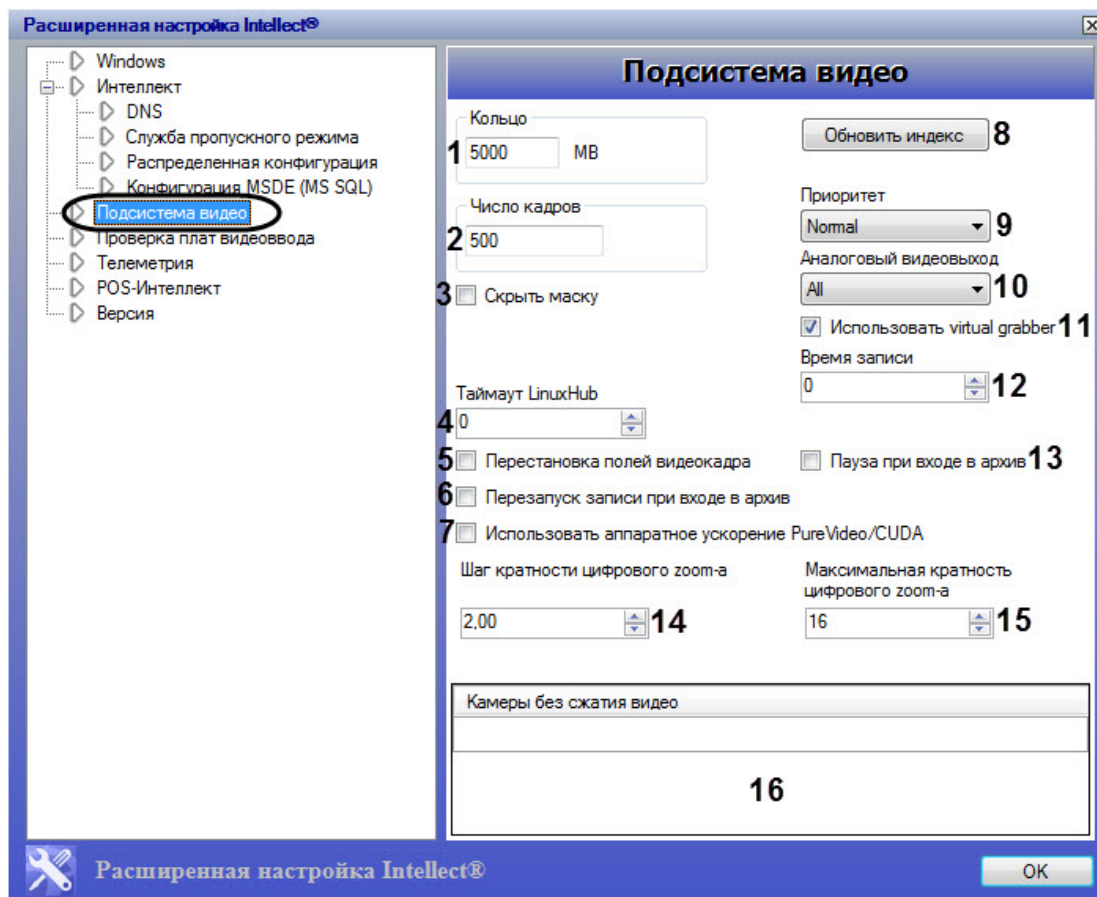 Расширенная настройка Intellect®
Windows
Интеллект
DNS
Служба пропускного режима
Распределенная конфигурация
Конфигурация MSDE (MS SQL)
Подсистема видео
Проверка плат видеоввода
Телеметрия
POS-Интеллект
Версия
Подсистема видео
Кольцо
1 5000 MB
Обновить индекс 8
Число кадров
2 500
Приоритет
Normal 9
Аналоговый видеовыход
All 10
3 Скрыть маску
Использовать virtual grabber 11
Время записи
0 12
Таймаут LinuxHub
4 0
5 Перестановка полей видеокадра
Пауза при входе в архив 13
6 Перезапуск записи при входе в архив
7 Использовать аппаратное ускорение PureVideo/CUDA
Шаг кратности цифрового zoom-а
2,00 14
Максимальная кратность
цифрового zoom-а
16 15
Камеры без сжатия видео
16
Расширенная настройка Intellect®
OK